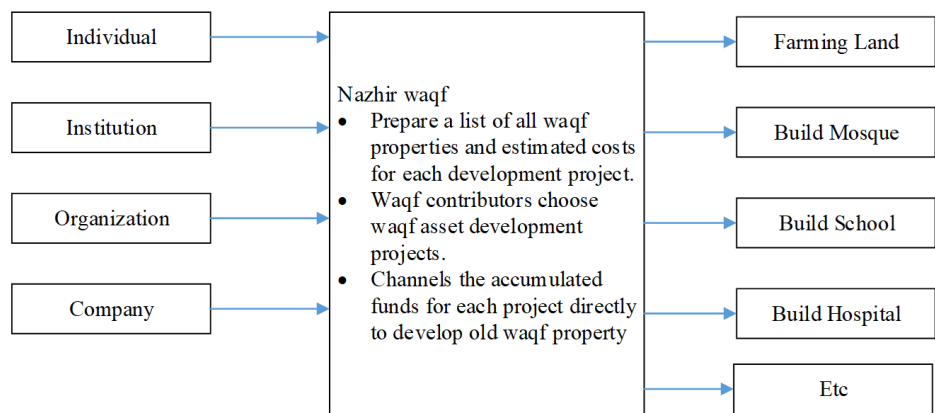 Individual
Institution
Organization
Company
Nazhir waqf
• Prepare a list of all waqf
properties and estimated costs
for each development project.
• Waqf contributors choose
waqf asset development
projects.
• Channels the accumulated
funds for each project directly
to develop old waqf property
Farming Land
Build Mosque
Build School
Build Hospital
Etc